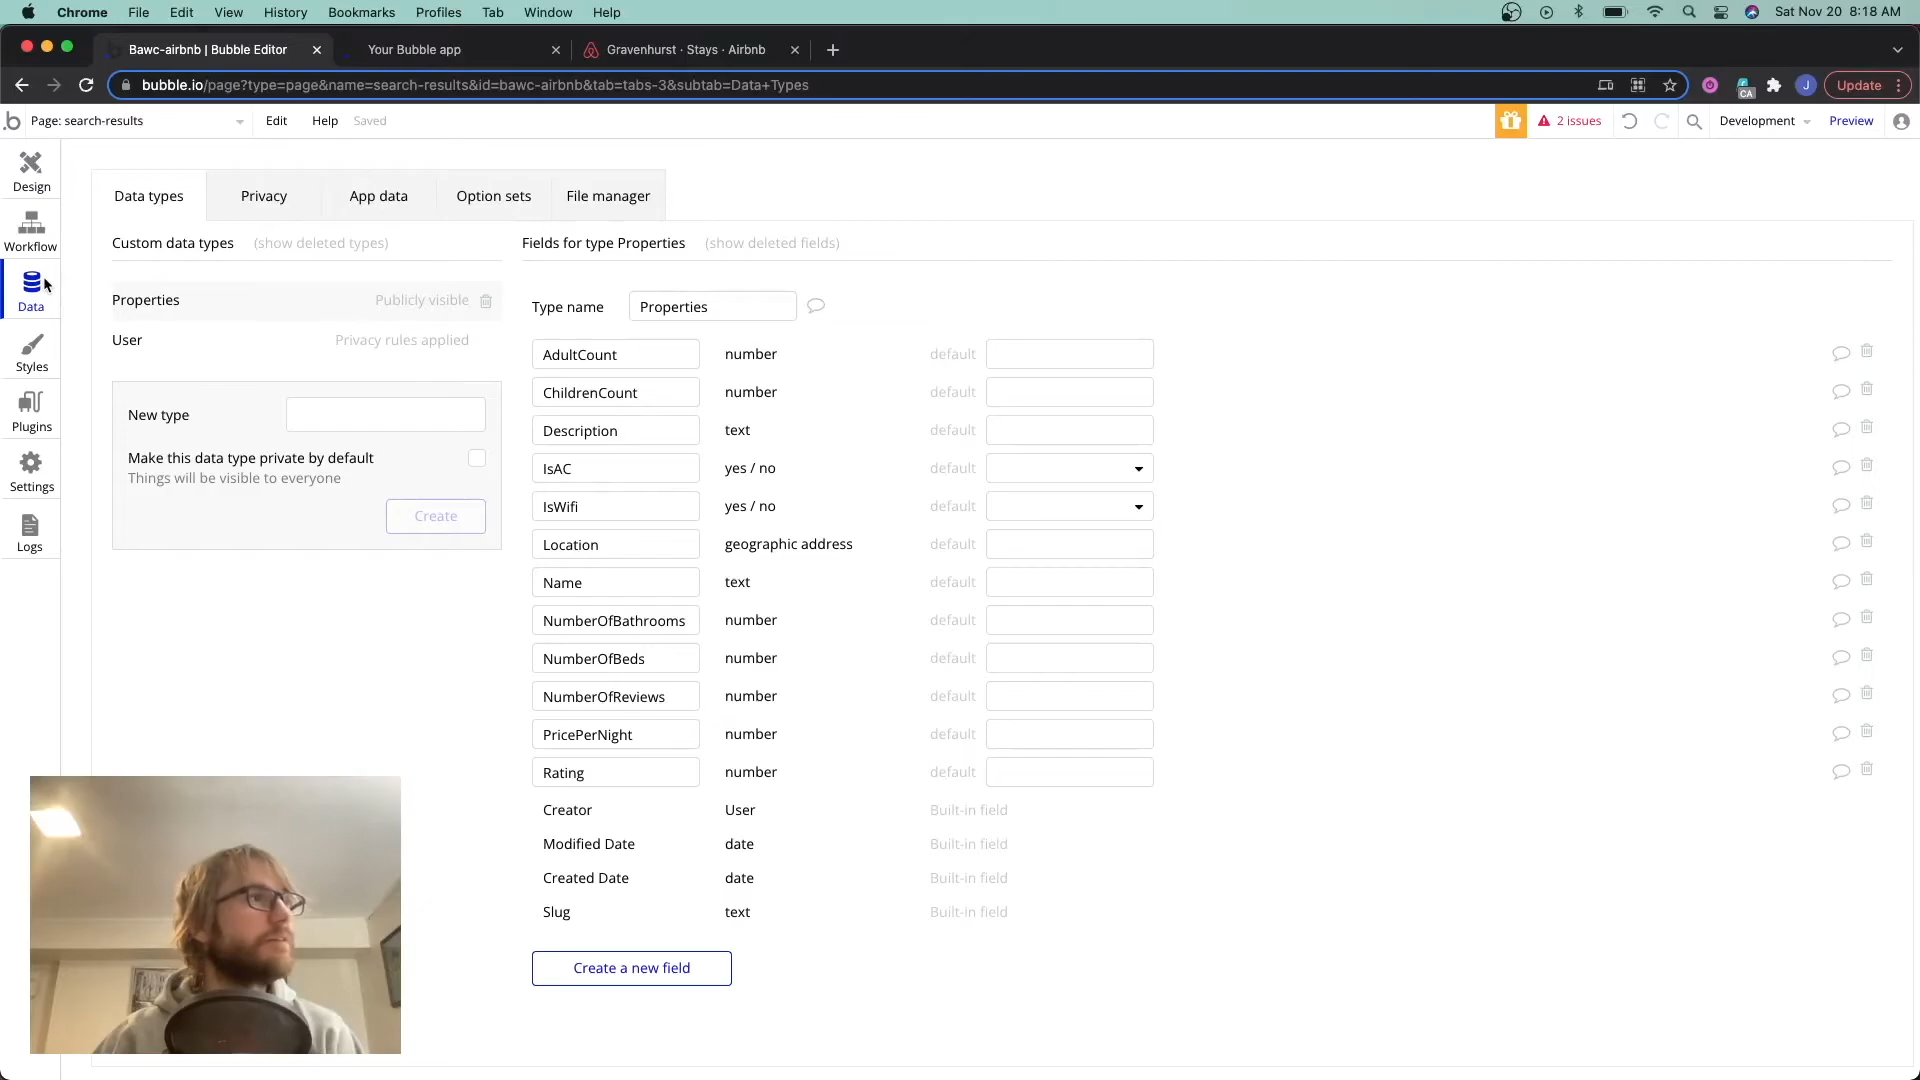 Chrome File Edit View History Bookmarks Profiles Tab Window Help Sat Nov 20 8:18 AM
Bawc-airbnb | Bubble Editor Your Bubble app Gravenhurst · Stays · Airbnb
bubble.io/page?type=page&name=search-results&id=bawc-airbnb&tab=tabs-3&subtab=Data+Types CA J Update
b Page: search-results Edit Help Saved 2 issues Development Preview
Design
Workflow
Data
Styles
Plugins
Settings
Logs
Data types Privacy App data Option sets File manager
Custom data types (show deleted types)
Properties Publicly visible
User Privacy rules applied
New type
Make this data type private by default
Things will be visible to everyone
Create
Fields for type Properties (show deleted fields)
Type name Properties
AdultCount number default
ChildrenCount number default
Description text default
IsAC yes / no default
IsWifi yes / no default
Location geographic address default
Name text default
NumberOfBathrooms number default
NumberOfBeds number default
NumberOfReviews number default
PricePerNight number default
Rating number default
Creator User Built-in field
Modified Date date Built-in field
Created Date date Built-in field
Slug text Built-in field
Create a new field